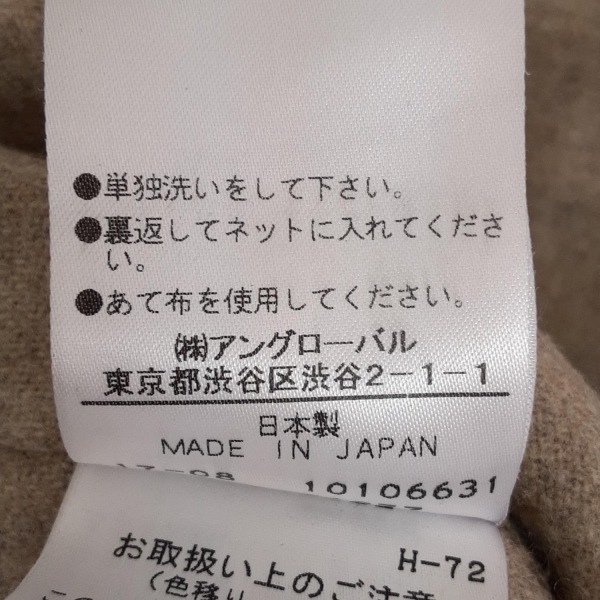 ●単独洗いをして下さい。
●裏返してネットに入れてくださ
い。
●あて布を使用してください。
㈱アングローバル
東京都渋谷区渋谷2-1-1
日本製
MADE IN JAPAN
10106631
お取扱い上のご注意
H-72
(色移り